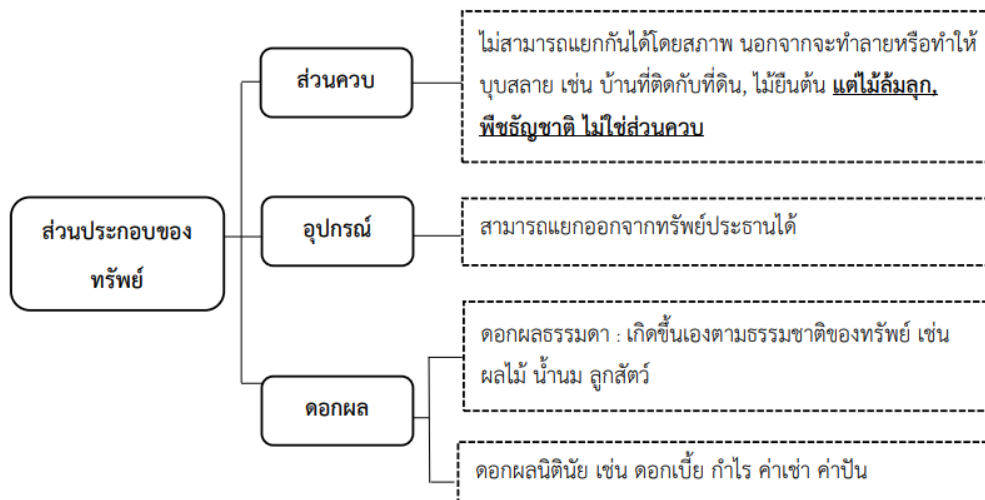 ส่วนประกอบของ
ทรัพย์
ส่วนควบ
ไม่สามารถแยกกันได้โดยสภาพ นอกจากจะทำลายหรือทำให้
บุบสลาย เช่น บ้านที่ติดกับที่ดิน, ไม้ยืนต้น แต่ไม้ล้มลุก,
พืชธัญชาติ ไม่ใช่ส่วนควบ
อุปกรณ์
สามารถแยกออกจากทรัพย์ประธานได้
ดอกผล
ดอกผลธรรมดา : เกิดขึ้นเองตามธรรมชาติของทรัพย์ เช่น
ผลไม้ น้ำนม ลูกสัตว์
ดอกผลนิตินัย เช่น ดอกเบี้ย กำไร ค่าเช่า ค่าปัน